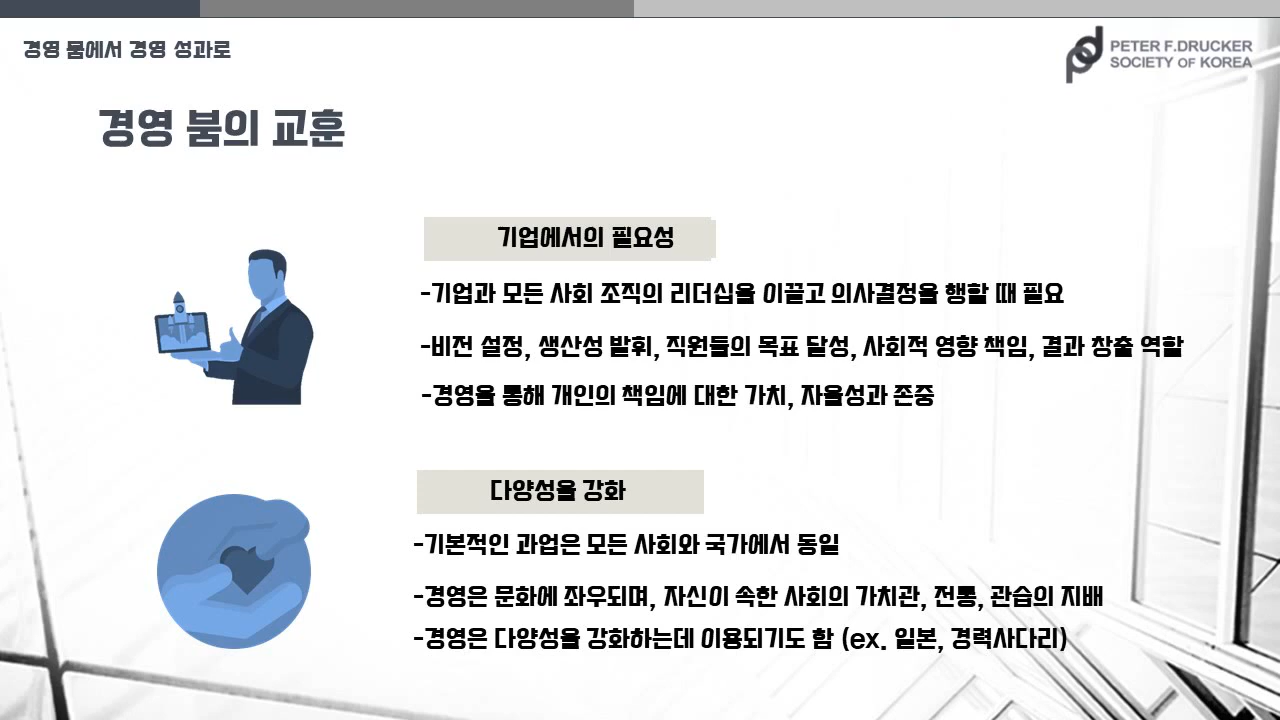 경영 붐에서 경영 성과로
PETER F.DRUCKER
SOCIETY OF KOREA
경영 붐의 교훈
기업에서의 필요성
-기업과 모든 사회 조직의 리더십을 이끌고 의사결정을 행할 때 필요
-비전 설정, 생산성 발휘, 직원들의 목표 달성, 사회적 영향 책임, 결과 창출 역할
-경영을 통해 개인의 책임에 대한 가치, 자율성과 존중
다양성을 강화
-기본적인 과업은 모든 사회와 국가에서 동일
-경영은 문화에 좌우되며, 자신이 속한 사회의 가치관, 전통, 관습의 지배
-경영은 다양성을 강화하는데 이용되기도 함 (ex. 일본, 경력사다리)